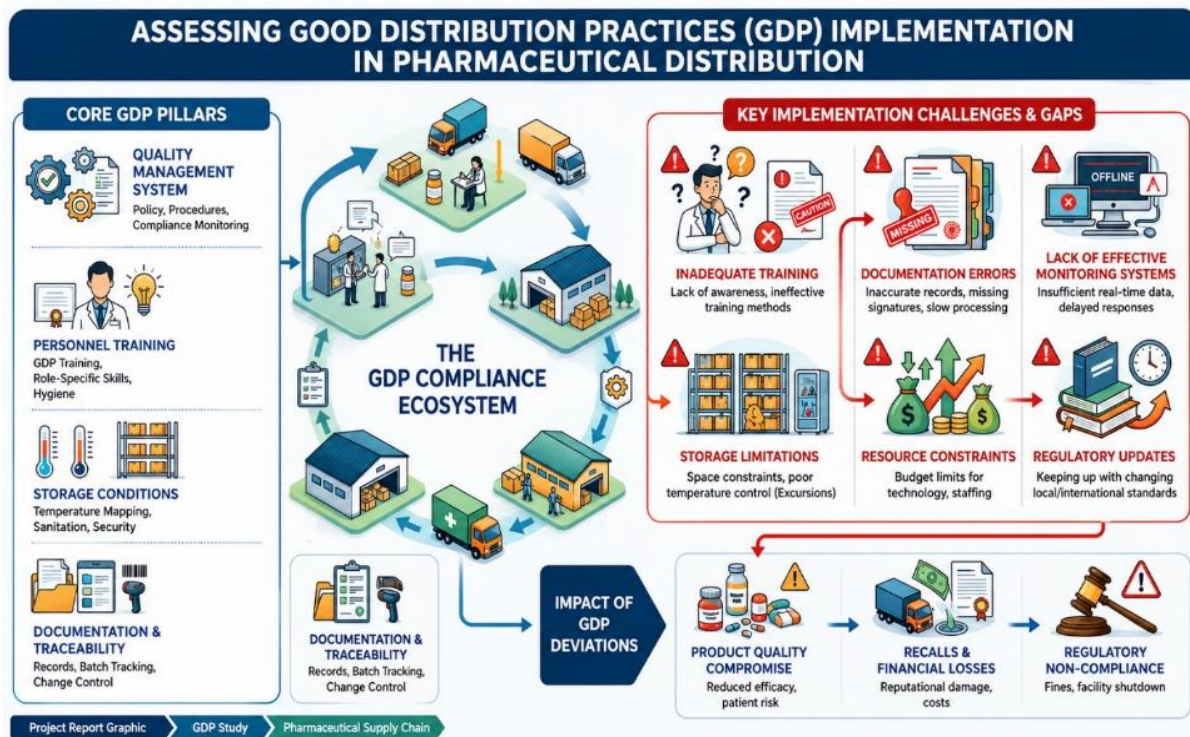 ASSESSING GOOD DISTRIBUTION PRACTICES (GDP) IMPLEMENTATION
IN PHARMACEUTICAL DISTRIBUTION
CORE GDP PILLARS
QUALITY
MANAGEMENT
SYSTEM
Policy, Procedures,
Compliance Monitoring
PERSONNEL TRAINING
GDP Training,
Role-Specific Skills,
Hygiene
STORAGE CONDITIONS
Temperature Mapping,
Sanitation, Security
DOCUMENTATION &
TRACEABILITY
Records, Batch Tracking,
Change Control
THE
GDP COMPLIANCE
ECOSYSTEM
DOCUMENTATION &
TRACEABILITY
Records, Batch Tracking,
Change Control
KEY IMPLEMENTATION CHALLENGES & GAPS
CAUTION
INADEQUATE TRAINING
Lack of awareness, ineffective
training methods
MISSING
DOCUMENTATION ERRORS
Inaccurate records, missing
signatures, slow processing
OFFLINE
LACK OF EFFECTIVE
MONITORING SYSTEMS
Insufficient real-time data,
delayed responses
STORAGE LIMITATIONS
Space constraints, poor
temperature control (Excursions)
RESOURCE CONSTRAINTS
Budget limits for
technology, staffing
REGULATORY UPDATES
Keeping up with changing
local/international standards
IMPACT OF
GDP
DEVIATIONS
PRODUCT QUALITY
COMPROMISE
Reduced efficacy,
patient risk
RECALLS &
FINANCIAL LOSSES
Reputational damage,
costs
REGULATORY
NON-COMPLIANCE
Fines, facility shutdown
Project Report Graphic
GDP Study
Pharmaceutical Supply Chain